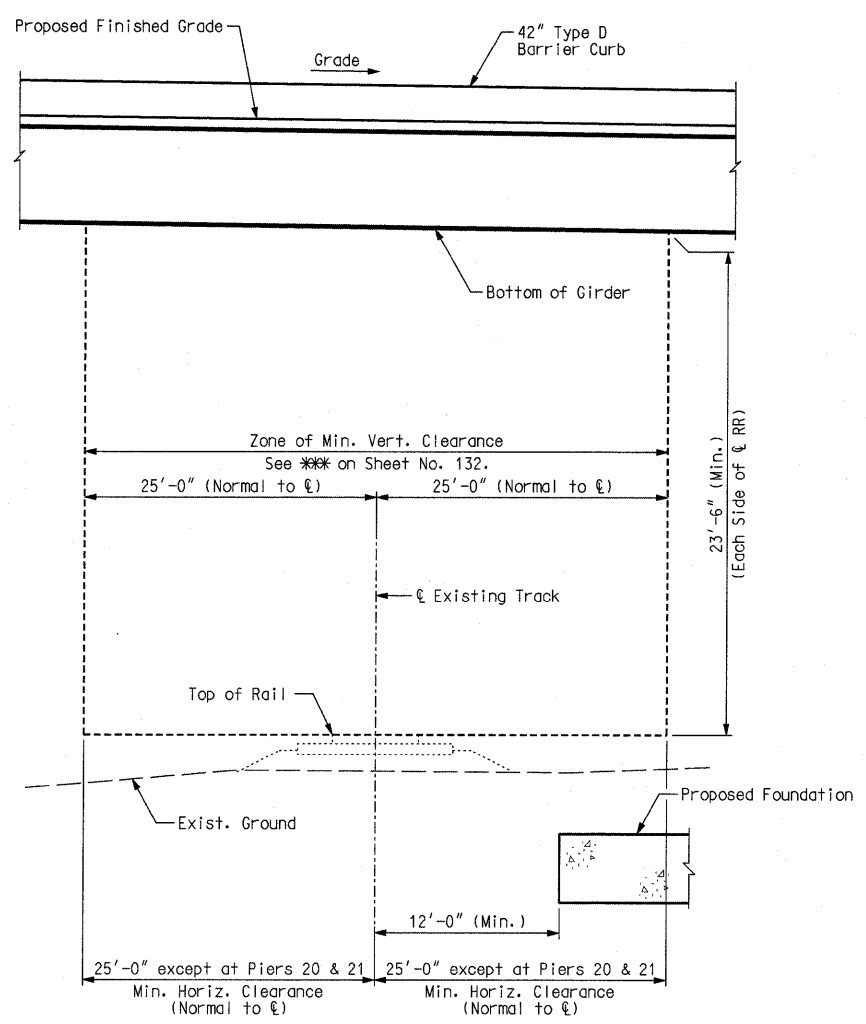 Proposed Finished Grade
42" Type D
Barrier Curb
Grade
Bottom of Girder
Zone of Min. Vert. Clearance
See *** on Sheet No. 132.
25'-0" (Normal to ℄)
25'-0" (Normal to ℄)
23'-6" (Min.)
(Each Side of ℄ RR)
℄ Existing Track
Top of Rail
Exist. Ground
Proposed Foundation
12'-0" (Min.)
25'-0" except at Piers 20 & 21
Min. Horiz. Clearance
(Normal to ℄)
25'-0" except at Piers 20 & 21
Min. Horiz. Clearance
(Normal to ℄)